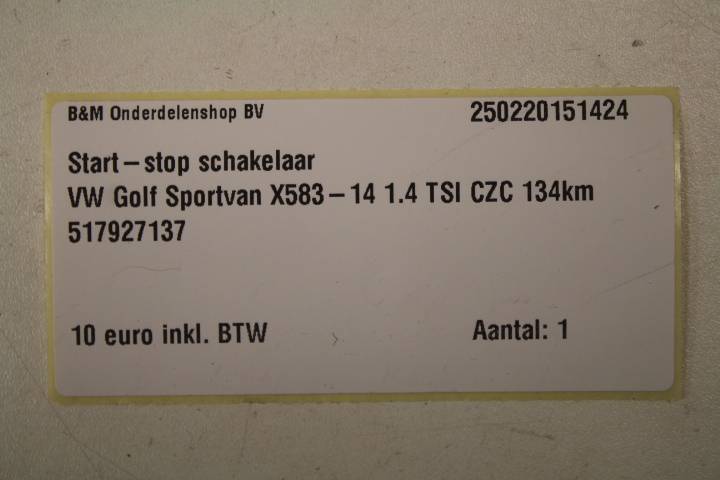 B&M Onderdelenshop BV 250220151424
Start-stop schakelaar
VW Golf Sportvan X583-14 1.4 TSI CZC 134km
517927137
10 euro inkl. BTW Aantal: 1